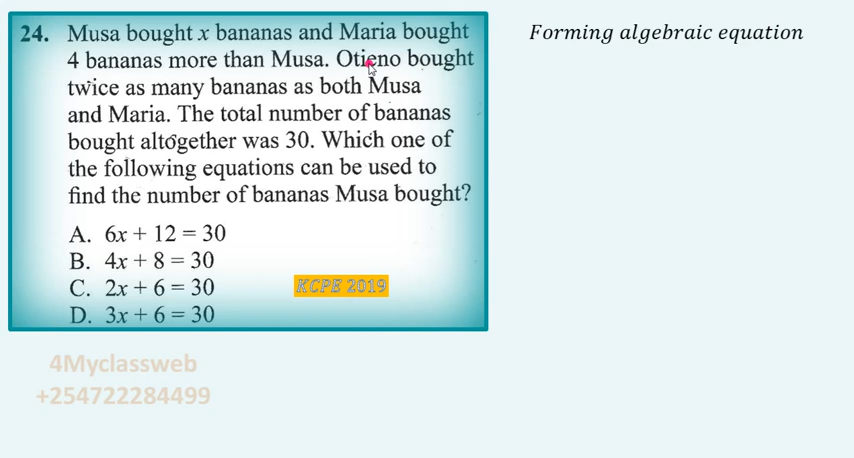 24. Musa bought x bananas and Maria bought
4 bananas more than Musa. Otieno bought
twice as many bananas as both Musa
and Maria. The total number of bananas
bought altogether was 30. Which one of
the following equations can be used to
find the number of bananas Musa bought?
A. 6x + 12 = 30
B. 4x + 8 = 30
C. 2x + 6 = 30
D. 3x + 6 = 30
KCPE 2019
Forming algebraic equation
4Myclassweb
+254722284499